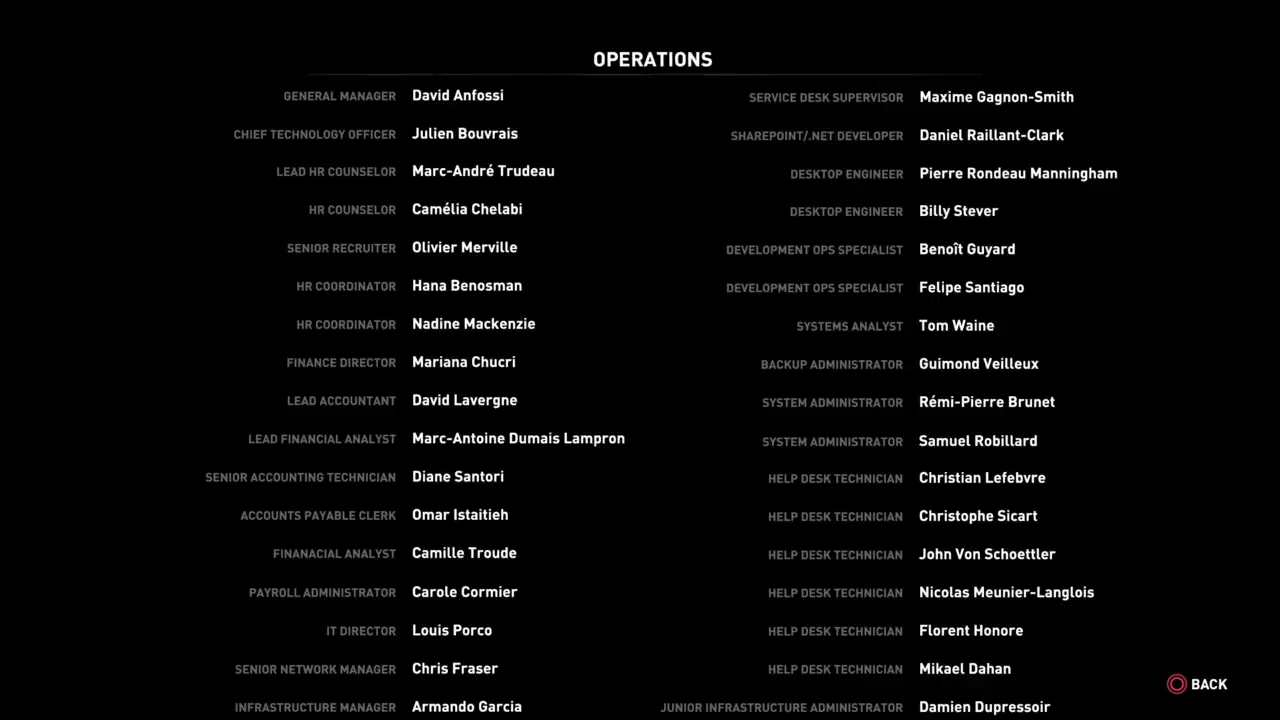 OPERATIONS
GENERAL MANAGER David Anfossi
CHIEF TECHNOLOGY OFFICER Julien Bouvrais
LEAD HR COUNSELOR Marc-André Trudeau
HR COUNSELOR Camélia Chelabi
SENIOR RECRUITER Olivier Merville
HR COORDINATOR Hana Benosman
HR COORDINATOR Nadine Mackenzie
FINANCE DIRECTOR Mariana Chucri
LEAD ACCOUNTANT David Lavergne
LEAD FINANCIAL ANALYST Marc-Antoine Dumais Lampron
SENIOR ACCOUNTING TECHNICIAN Diane Santori
ACCOUNTS PAYABLE CLERK Omar Istaitieh
FINANACIAL ANALYST Camille Troude
PAYROLL ADMINISTRATOR Carole Cormier
IT DIRECTOR Louis Porco
SENIOR NETWORK MANAGER Chris Fraser
INFRASTRUCTURE MANAGER Armando Garcia
SERVICE DESK SUPERVISOR Maxime Gagnon-Smith
SHAREPOINT/.NET DEVELOPER Daniel Raillant-Clark
DESKTOP ENGINEER Pierre Rondeau Manningham
DESKTOP ENGINEER Billy Stever
DEVELOPMENT OPS SPECIALIST Benoît Guyard
DEVELOPMENT OPS SPECIALIST Felipe Santiago
SYSTEMS ANALYST Tom Waine
BACKUP ADMINISTRATOR Guimond Veilleux
SYSTEM ADMINISTRATOR Rémi-Pierre Brunet
SYSTEM ADMINISTRATOR Samuel Robillard
HELP DESK TECHNICIAN Christian Lefebvre
HELP DESK TECHNICIAN Christophe Sicart
HELP DESK TECHNICIAN John Von Schoettler
HELP DESK TECHNICIAN Nicolas Meunier-Langlois
HELP DESK TECHNICIAN Florent Honore
HELP DESK TECHNICIAN Mikael Dahan
JUNIOR INFRASTRUCTURE ADMINISTRATOR Damien Dupressoir
BACK